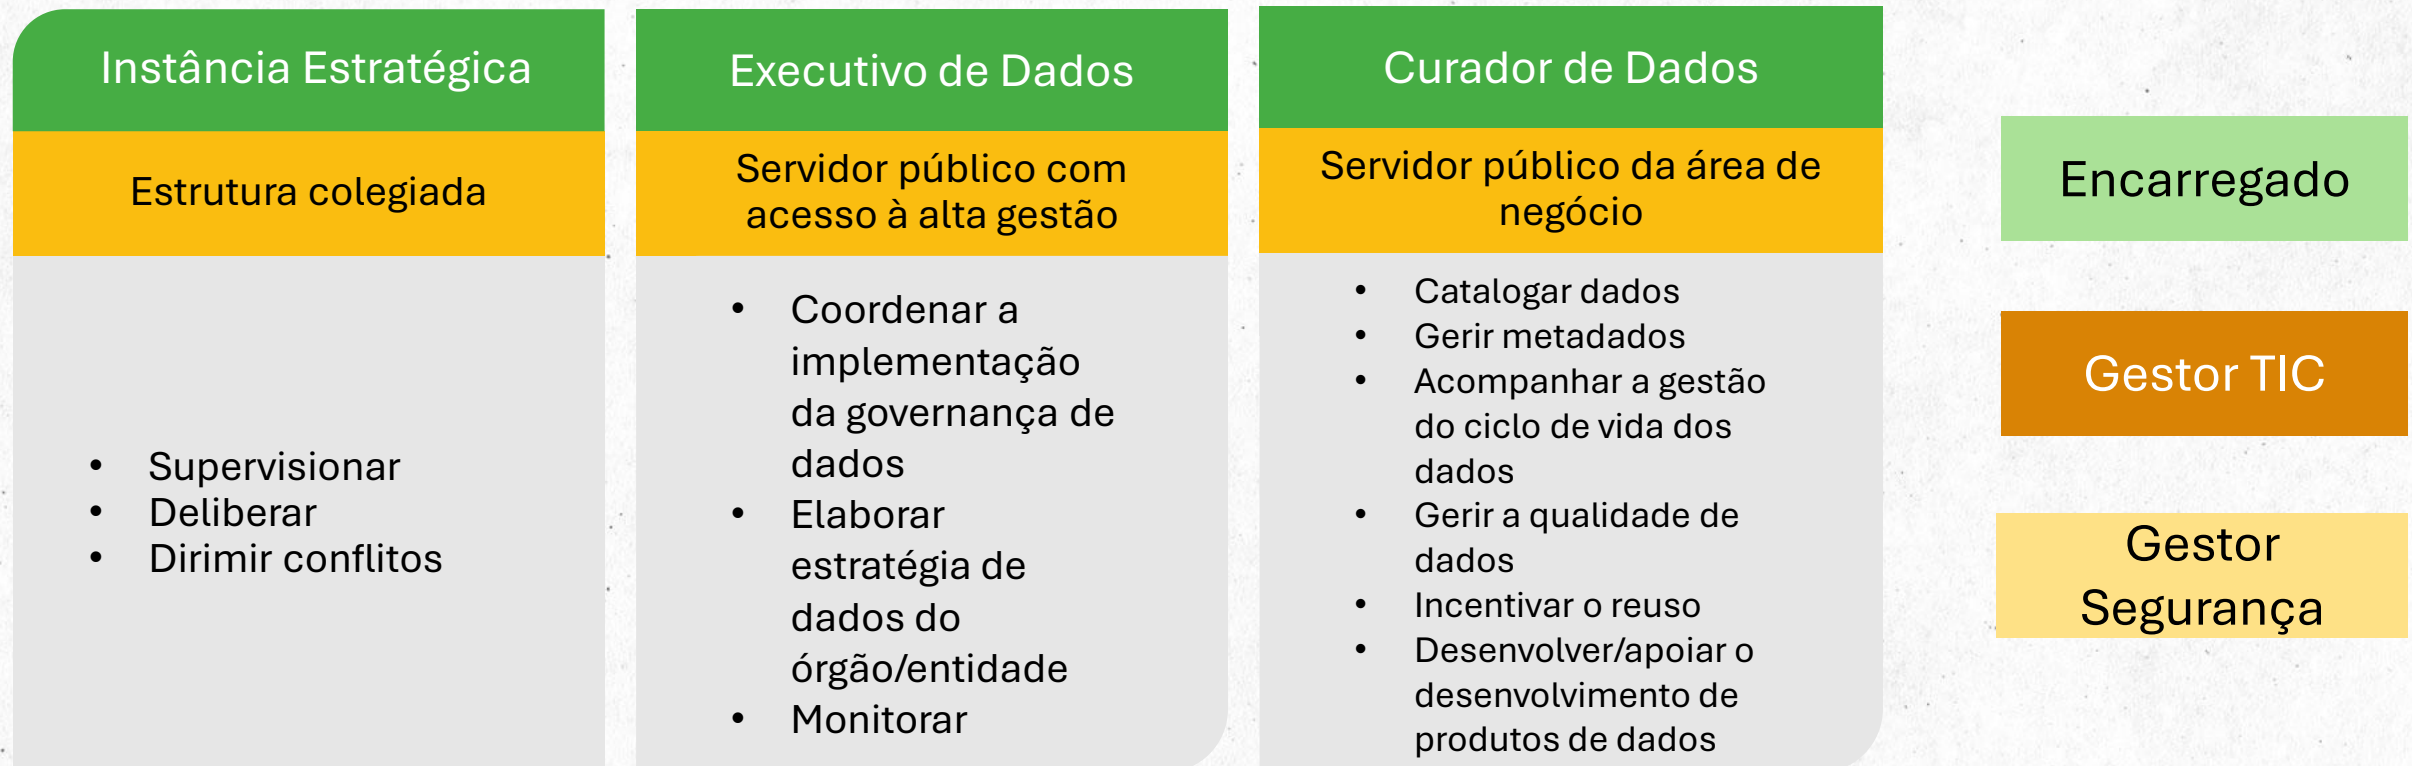 Instância Estratégica
Estrutura colegiada
• Supervisionar
• Deliberar
• Dirimir conflitos
Executivo de Dados
Servidor público com
acesso à alta gestão
• Coordenar a
implementação
da governança de
dados
• Elaborar
estratégia de
dados do
órgão/entidade
• Monitorar
Curador de Dados
Servidor público da área de
negócio
• Catalogar dados
• Gerir metadados
• Acompanhar a gestão
do ciclo de vida dos
dados
• Gerir a qualidade de
dados
• Incentivar o reuso
• Desenvolver/apoiar o
desenvolvimento de
produtos de dados
Encarregado
Gestor TIC
Gestor
Segurança